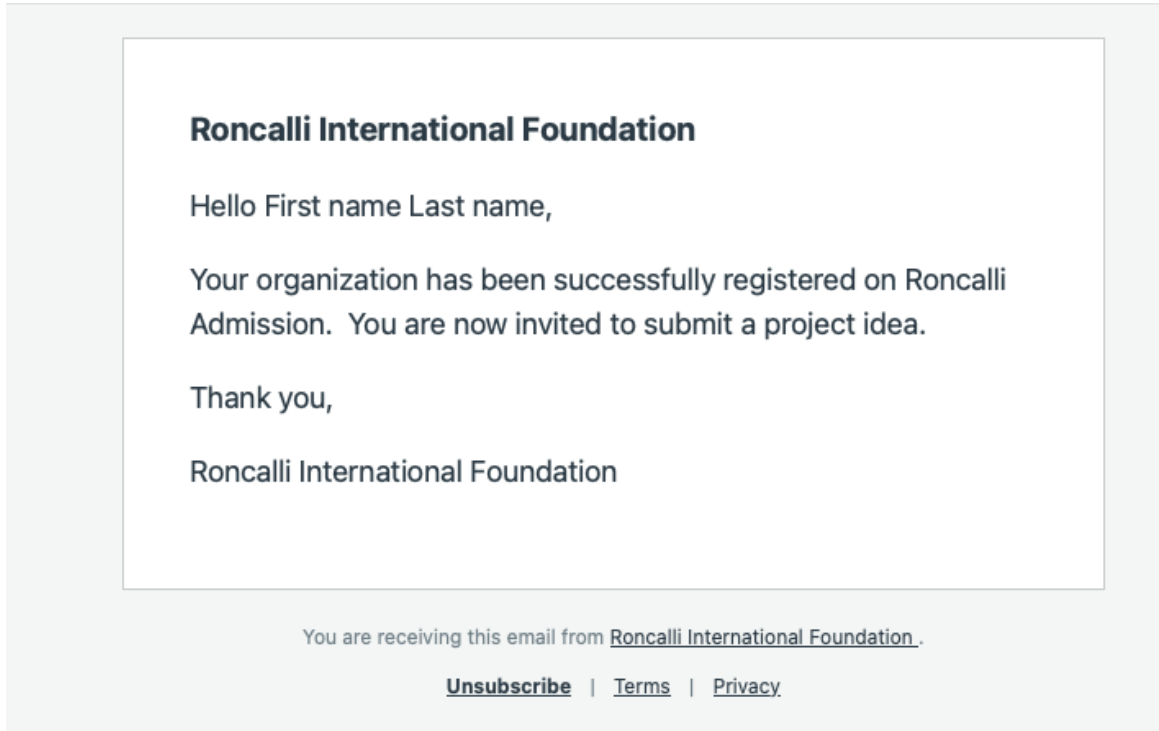 Roncalli International Foundation
Hello First name Last name,
Your organization has been successfully registered on Roncalli
Admission.  You are now invited to submit a project idea.
Thank you,
Roncalli International Foundation
You are receiving this email from Roncalli International Foundation .
Unsubscribe | Terms | Privacy